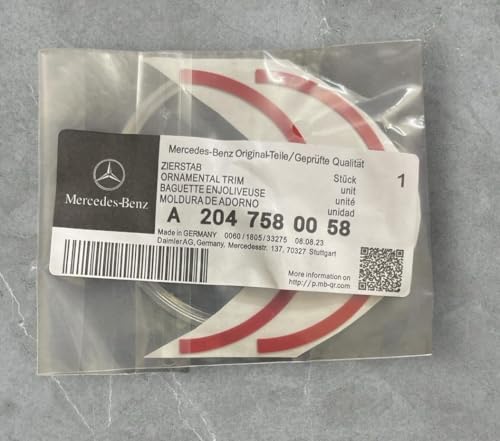 Mercedes-Benz Original-Teile/Geprüfte Qualität
ZIERSTAB
ORNAMENTAL TRIM
BAGUETTE ENJOLIVEUSE
MOLDURA DE ADORNO
Stück
unit
unité
unidad
1
Mercedes-Benz
A 204 758 00 58
Made in GERMANY 0060/1805/33275 08.08.23
Daimler AG, Germany, Mercedesstr. 137, 70327 Stuttgart
More information on
http://p.mb-qr.com/